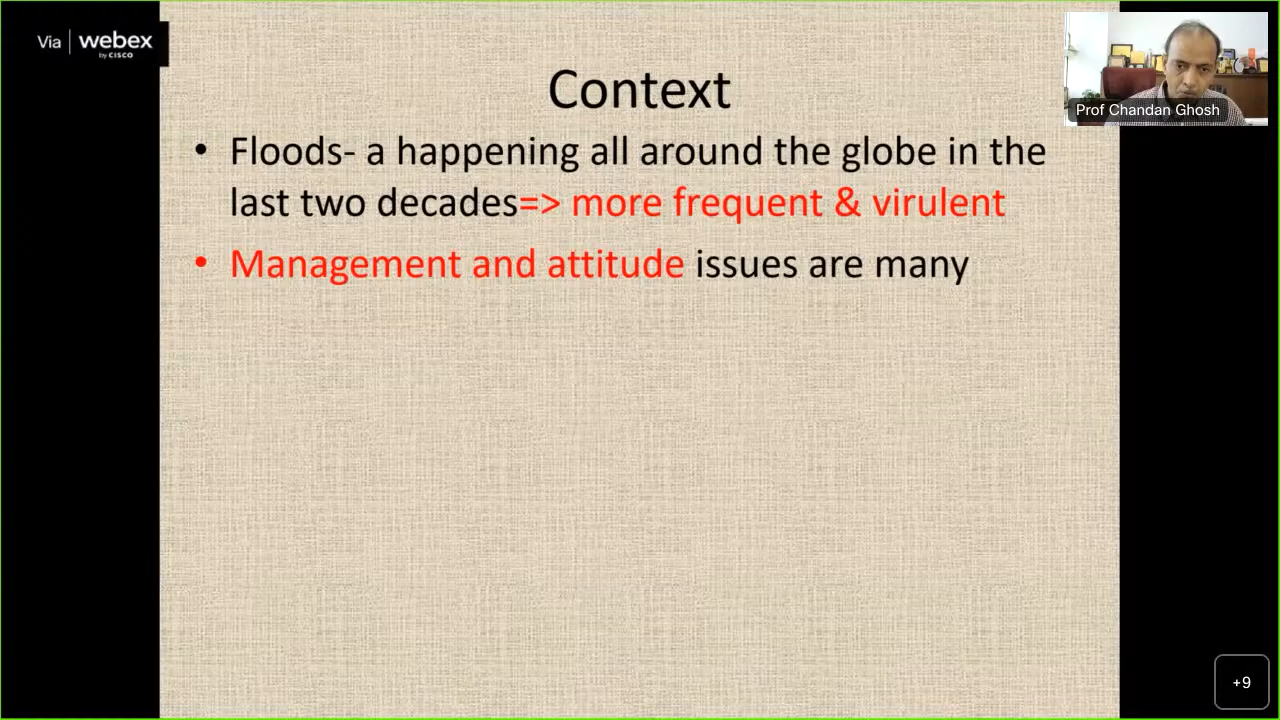 Via webex
by CISCO
Prof Chandan Ghosh
Context
• Floods- a happening all around the globe in the
last two decades=> more frequent & virulent
• Management and attitude issues are many
+9